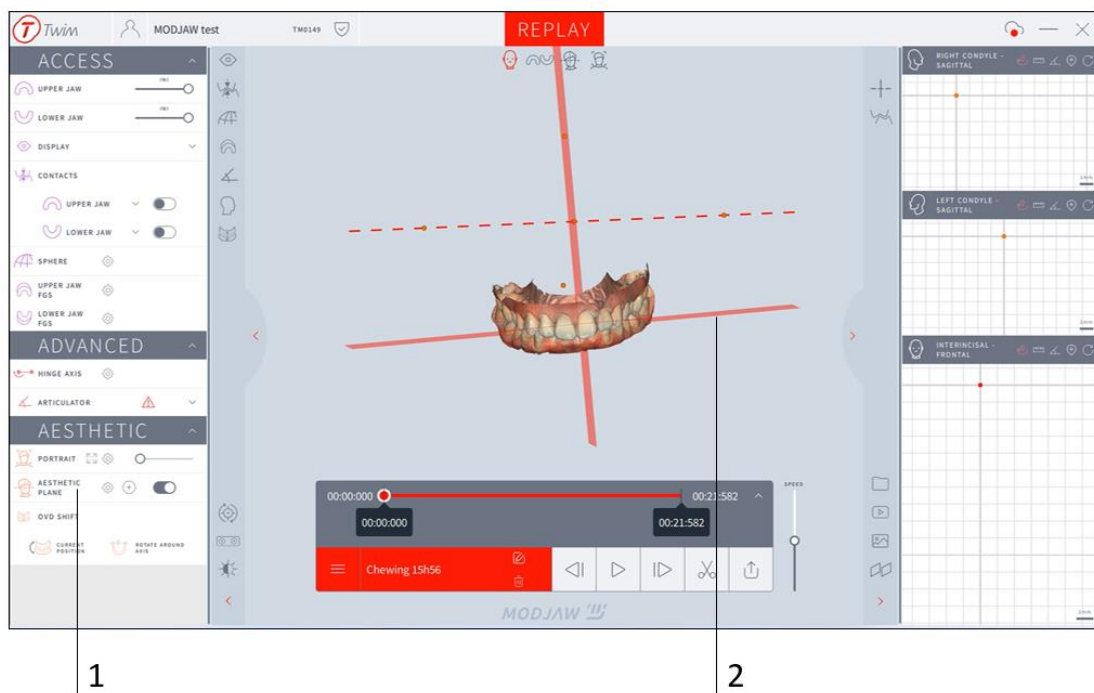 Twim
MODJAW test
TM0149
REPLAY
ACCESS
UPPER JAW
LOWER JAW
DISPLAY
CONTACTS
UPPER JAW
LOWER JAW
SPHERE
UPPER JAW
FGS
LOWER JAW
FGS
ADVANCED
HINGE AXIS
ARTICULATOR
AESTHETIC
PORTRAIT
AESTHETIC
PLANE
OVD SHIFT
CURRENT
POSITION
ROTATE AROUND
AXIS
00:00:000
00:21:582
00:00:000
00:21:582
SPEED
Chewing 15h56
MODJAW
RIGHT CONDYLE -
SAGITTAL
LEFT CONDYLE -
SAGITTAL
INTERINCISAL -
FRONTAL
1
2